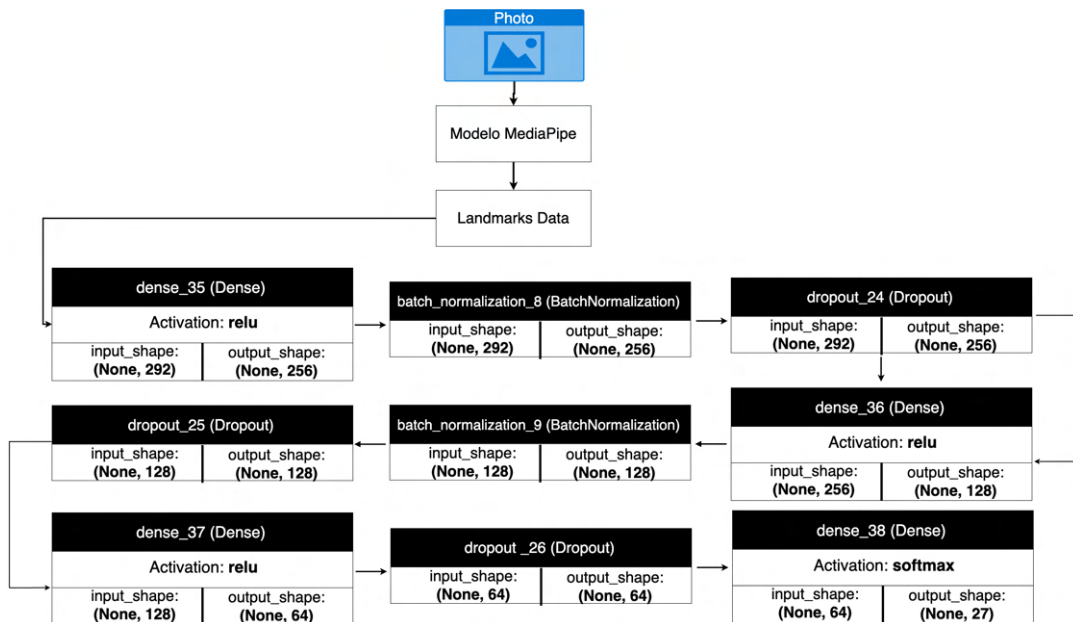 Photo
Modelo MediaPipe
Landmarks Data
dense_35 (Dense)
Activation: relu
input_shape: output_shape:
(None, 292) (None, 256)
batch_normalization_8 (BatchNormalization)
input_shape: output_shape:
(None, 292) (None, 256)
dropout_24 (Dropout)
input_shape: output_shape:
(None, 292) (None, 256)
dense_36 (Dense)
Activation: relu
input_shape: output_shape:
(None, 256) (None, 128)
batch_normalization_9 (BatchNormalization)
input_shape: output_shape:
(None, 128) (None, 128)
dropout_25 (Dropout)
input_shape: output_shape:
(None, 128) (None, 128)
dense_37 (Dense)
Activation: relu
input_shape: output_shape:
(None, 128) (None, 64)
dropout _26 (Dropout)
input_shape: output_shape:
(None, 64) (None, 64)
dense_38 (Dense)
Activation: softmax
input_shape: output_shape:
(None, 64) (None, 27)